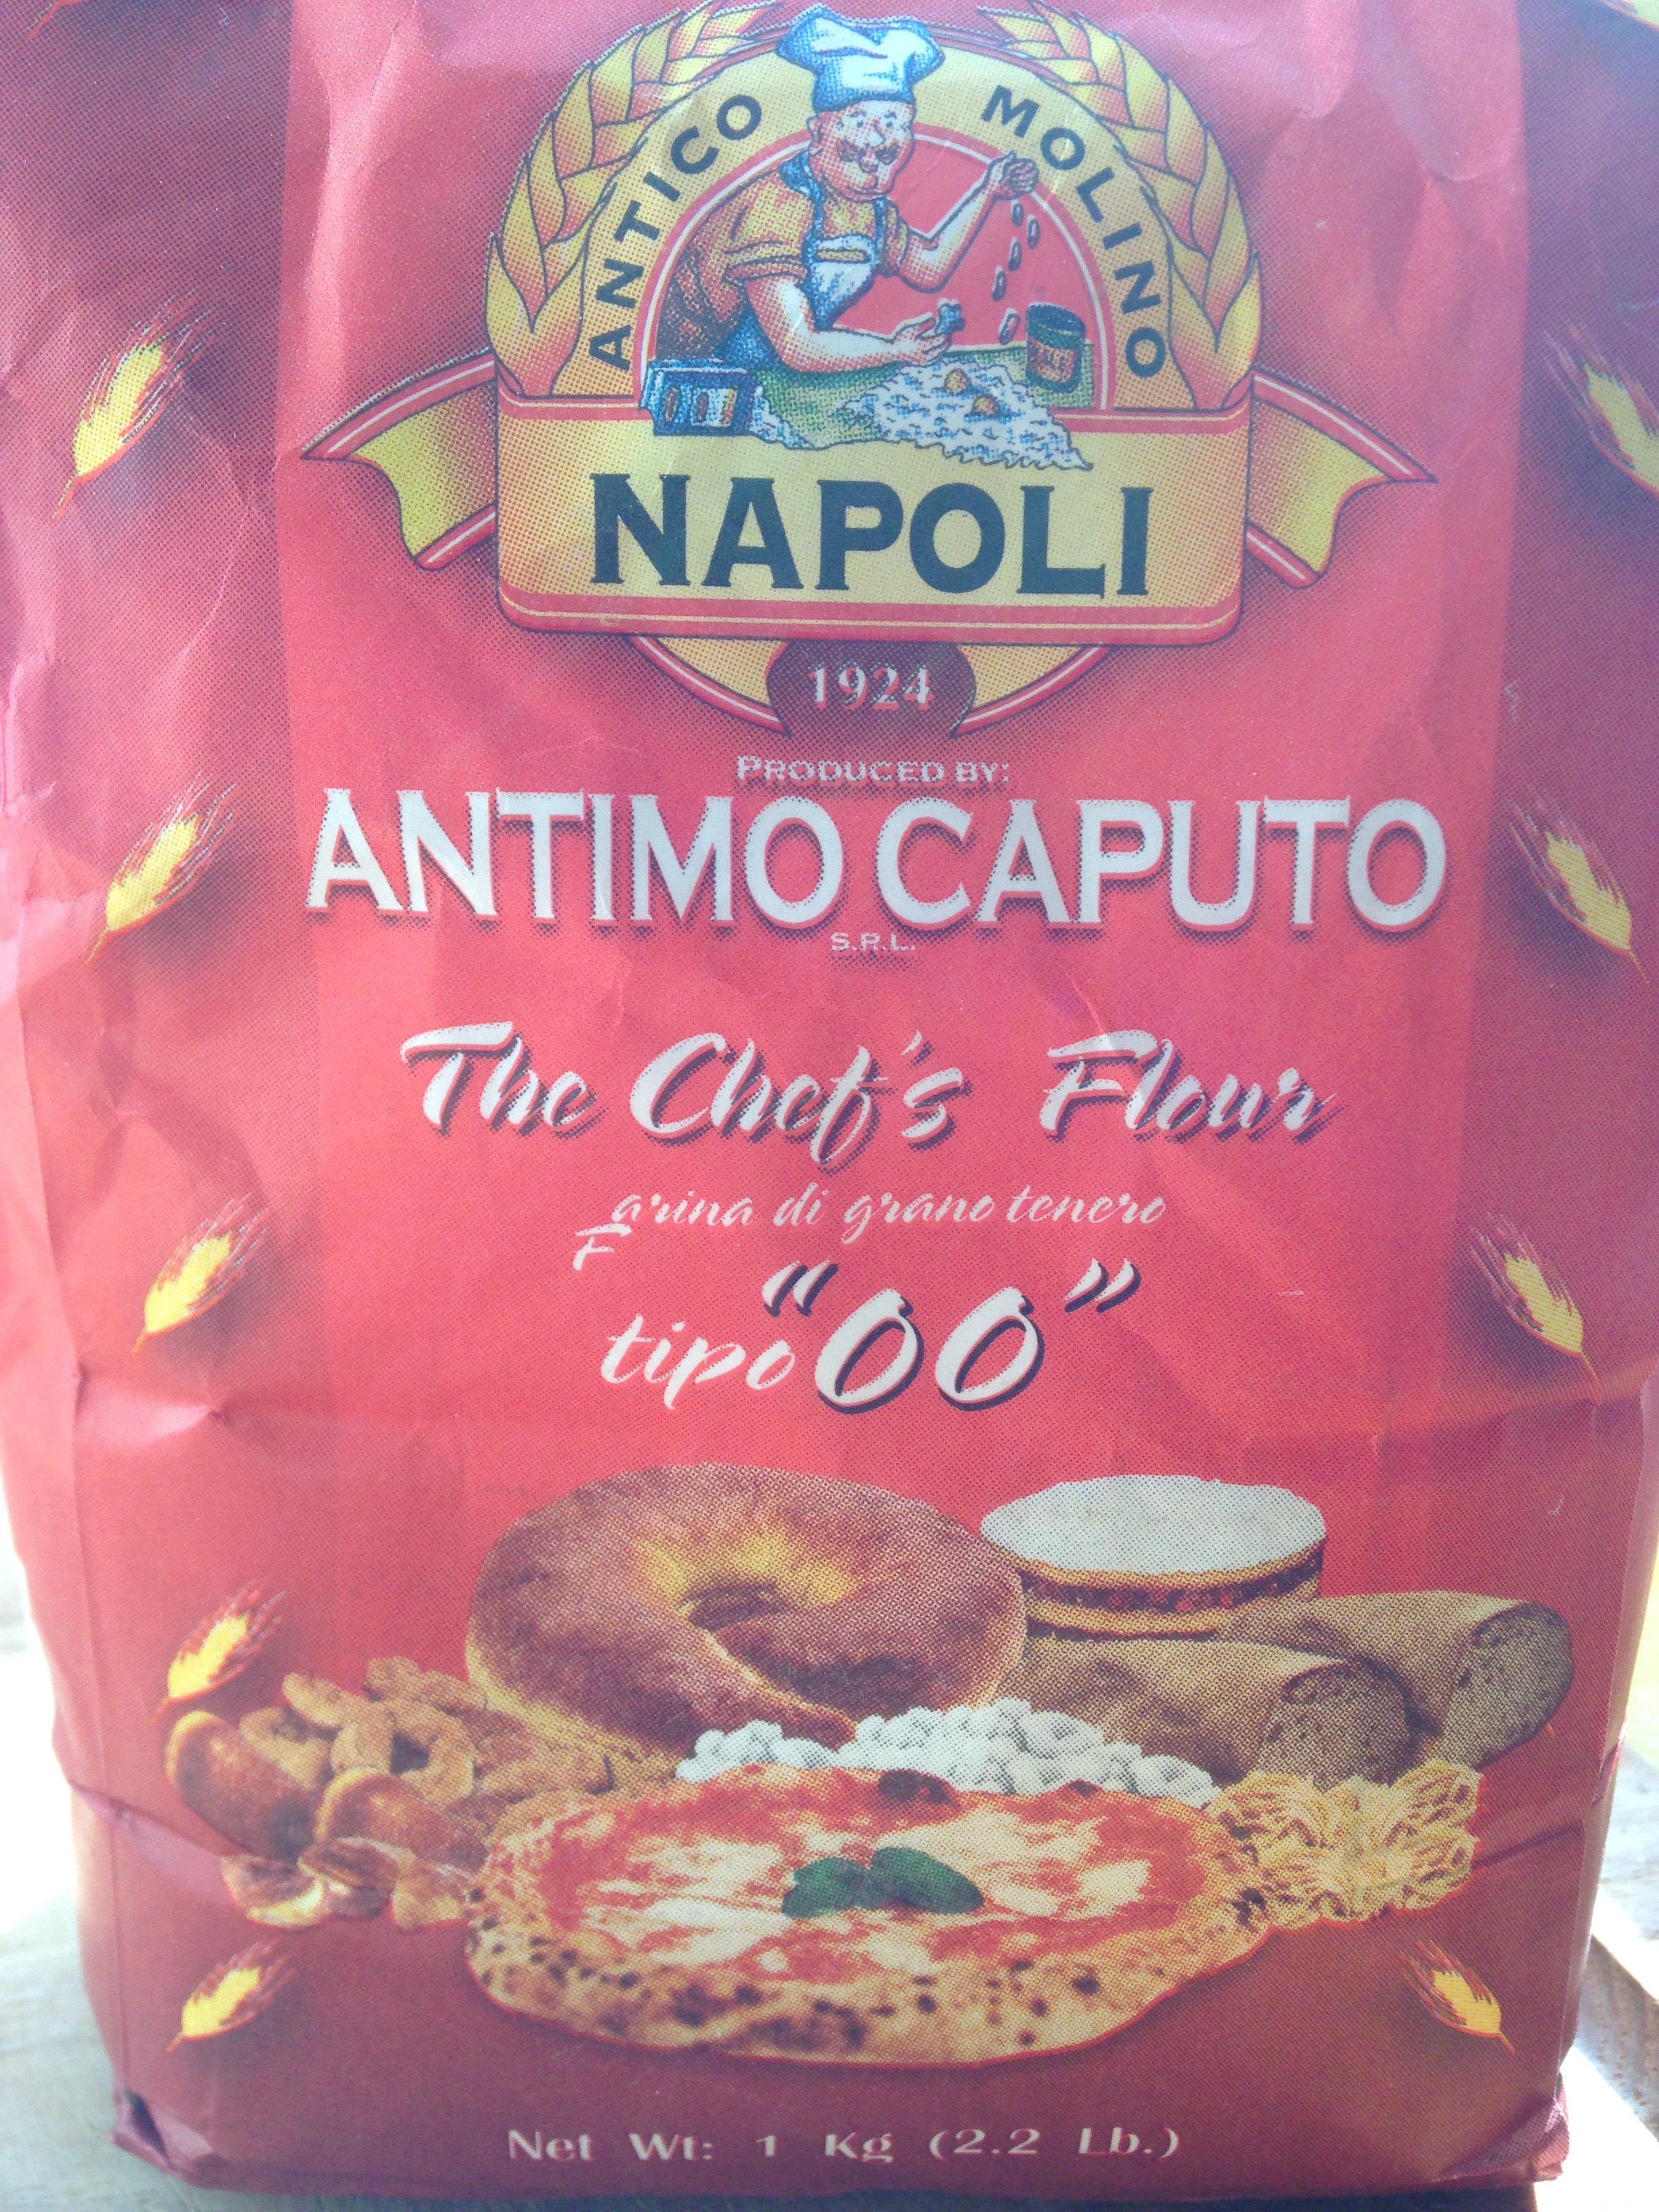 ANTICO MOLINO
NAPOLI
1924
PRODUCED BY:
ANTIMO CAPUTO
S.R.L.
The Chef's Flour
Farina di grano tenero
tipo "00"
Net Wt: 1 Kg (2.2 Lb.)